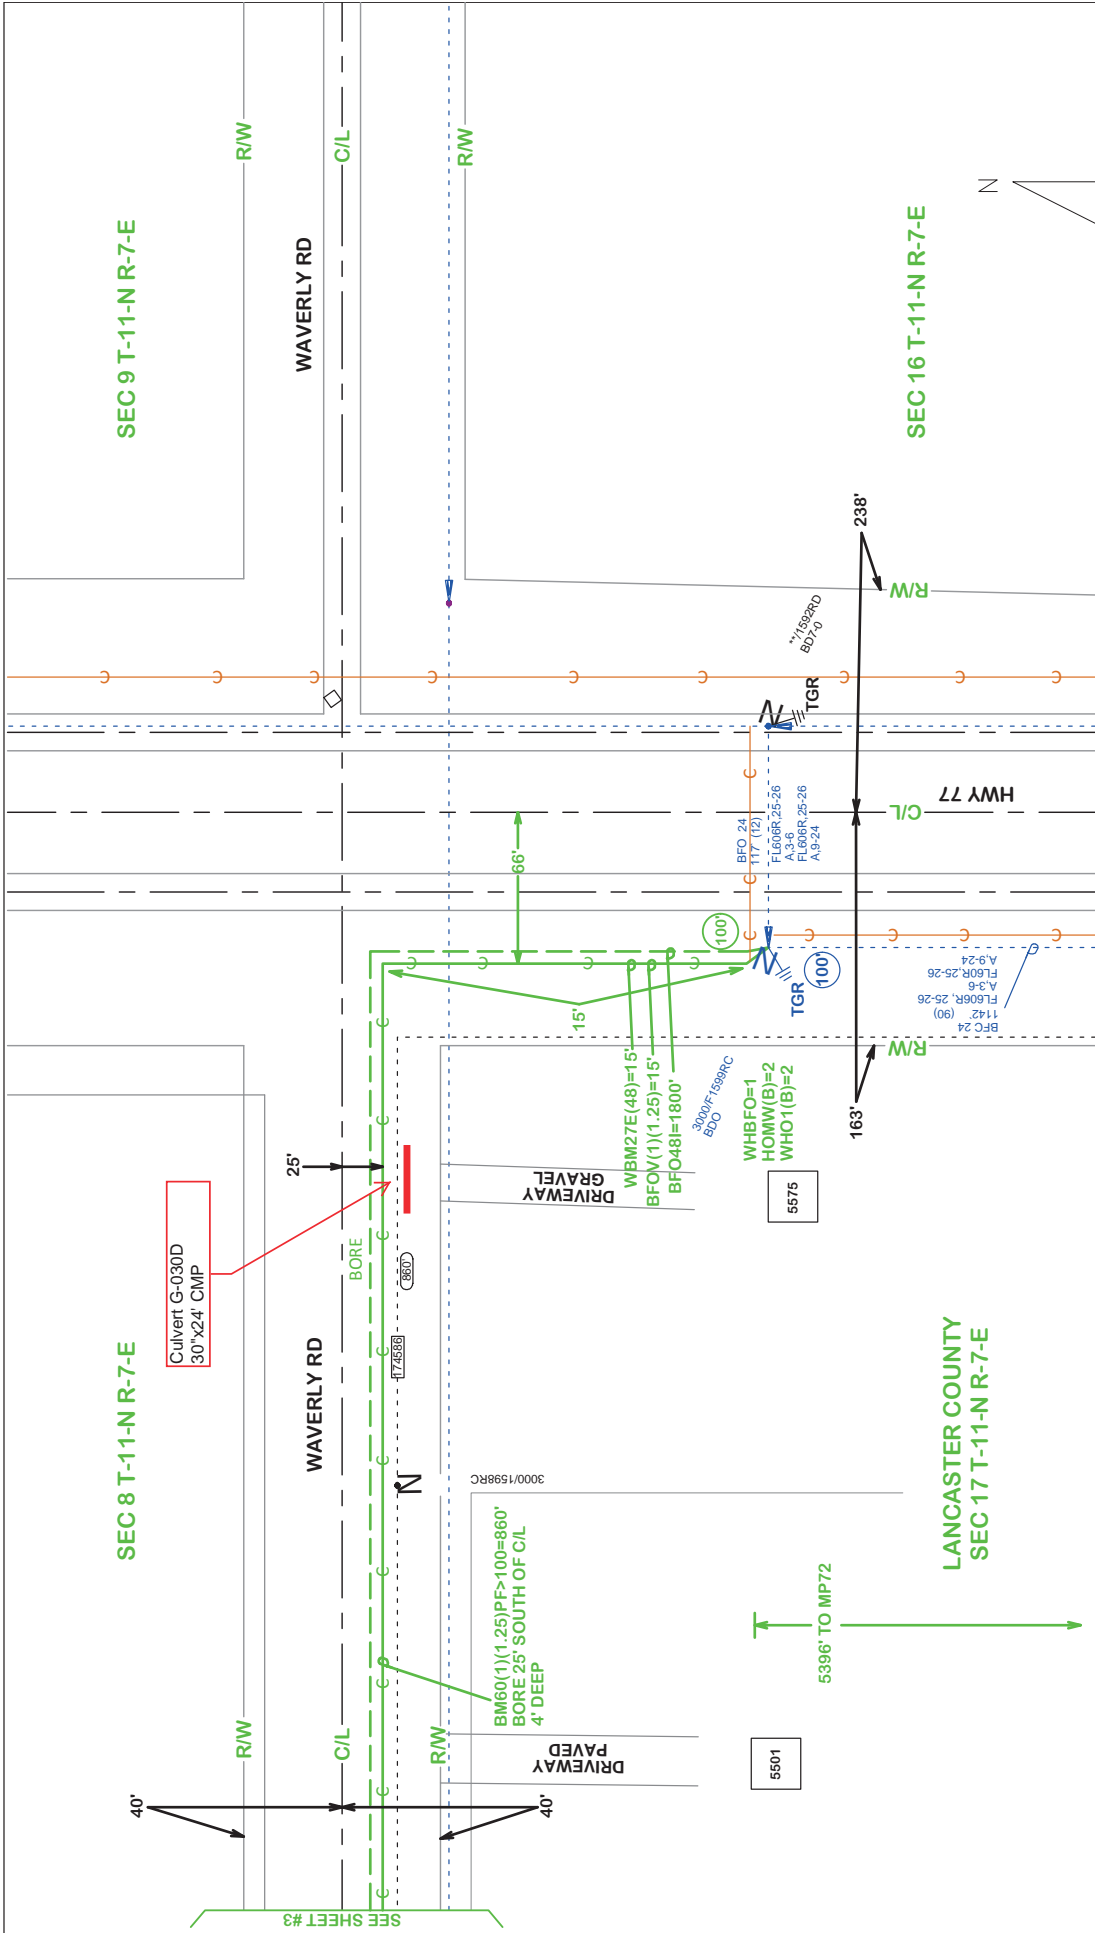 SEC 8 T-11-N R-7-E
SEC 9 T-11-N R-7-E
Culvert G-030D
30"x24' CMP
R/W
R/W
40'
25'
WAVERLY RD
WAVERLY RD
C/L
C/L
BORE
SEE SHEET #3
174586
860'
R/W
R/W
40'
3000/1598RC
BM60(1)(1.25)PF>100=860'
BORE 25' SOUTH OF C/L
4' DEEP
DRIVEWAY
PAVED
DRIVEWAY
GRAVEL
66'
15'
WBM27E(48)=15'
BFOV(1)(1.25)=15'
BFO48I=1800'
3000/F1599RC
BDO
WHBFO=1
HOMW(B)=2
WHO1(B)=2
100'
100'
TGR
TGR
BFO 24
117' (12)
FL606R,25-26
A,3-6
FL606R,25-26
A,9-24
**/1592RD
BD7-0
5501
5575
5396' TO MP72
163'
238'
R/W
C/L
R/W
HWY 77
BFC 24
1142' (90)
FL606R, 25-26
A,3-6
FL60R,25-26
A,9-24
LANCASTER COUNTY
SEC 17 T-11-N R-7-E
SEC 16 T-11-N R-7-E
N